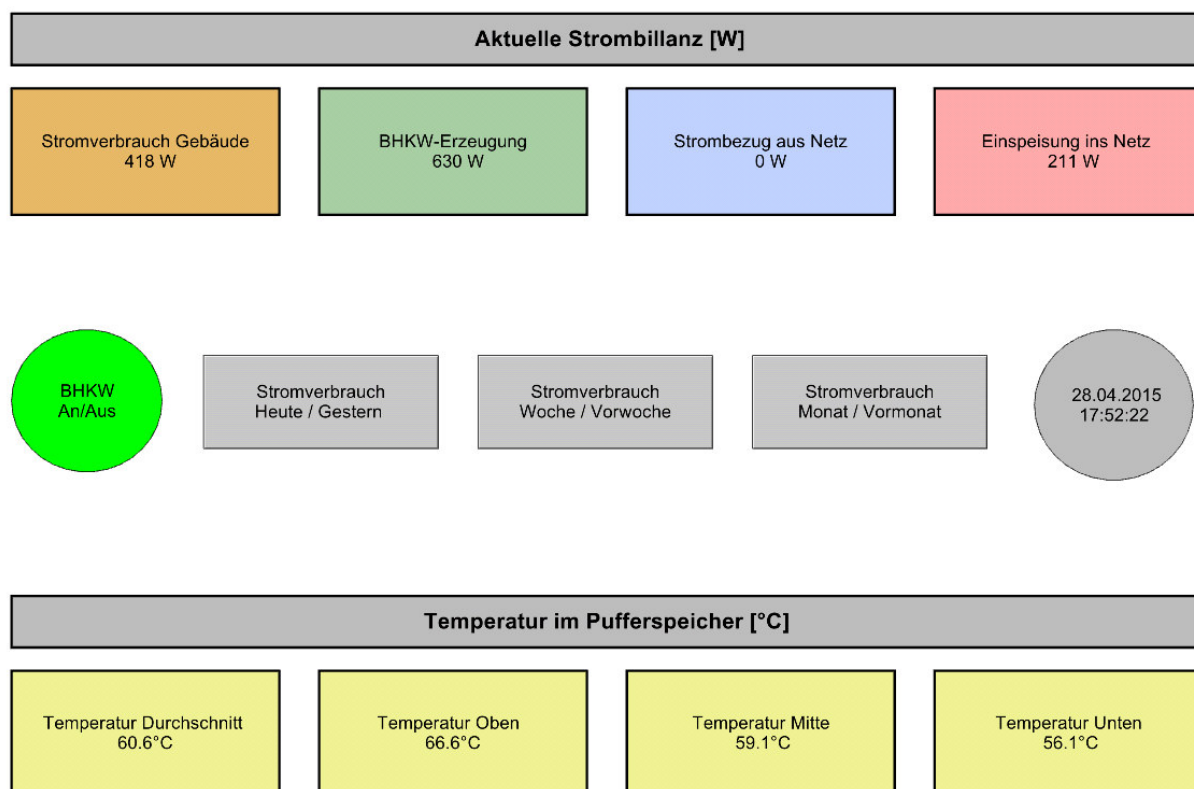 Aktuelle Strombillanz [W]
Stromverbrauch Gebäude
418 W
BHKW-Erzeugung
630 W
Strombezug aus Netz
0 W
Einspeisung ins Netz
211 W
BHKW
An/Aus
Stromverbrauch
Heute / Gestern
Stromverbrauch
Woche / Vorwoche
Stromverbrauch
Monat / Vormonat
28.04.2015
17:52:22
Temperatur im Pufferspeicher [°C]
Temperatur Durchschnitt
60.6°C
Temperatur Oben
66.6°C
Temperatur Mitte
59.1°C
Temperatur Unten
56.1°C